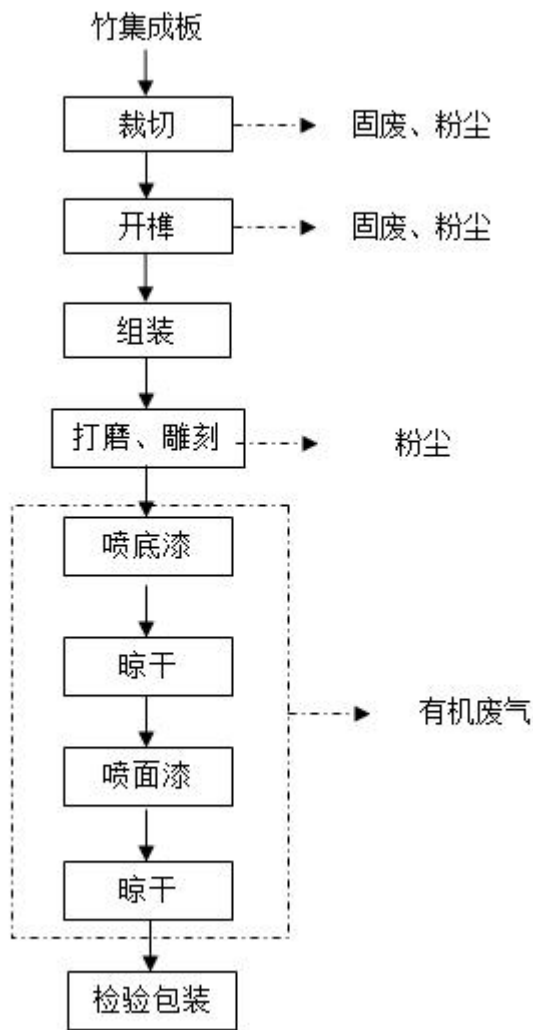 竹集成板
裁切
固废、粉尘
开榫
固废、粉尘
组装
打磨、雕刻
粉尘
喷底漆
晾干
有机废气
喷面漆
晾干
检验包装